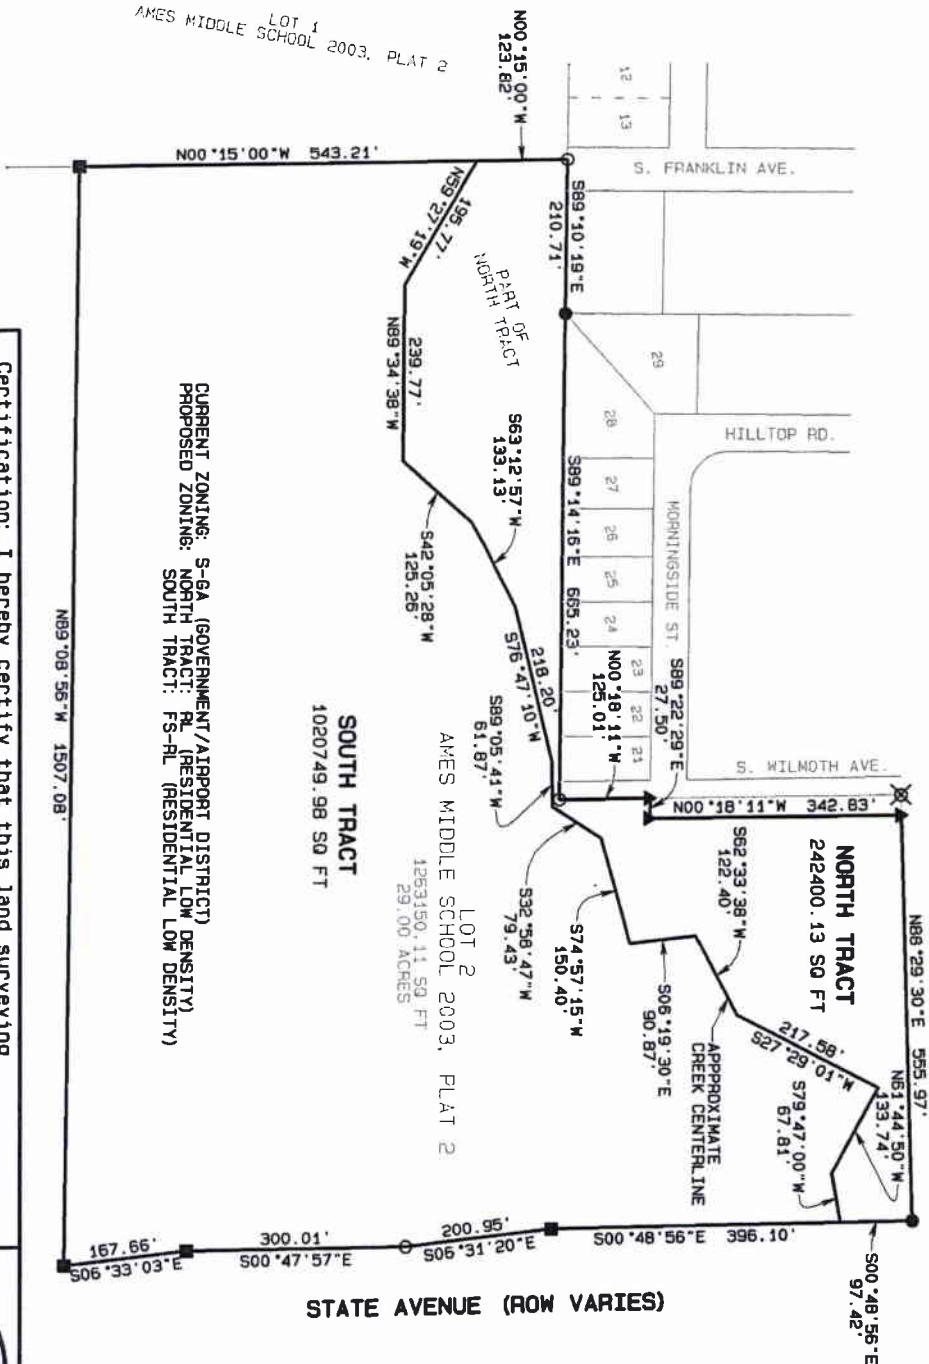 LOT 1
AMES MIDDLE SCHOOL 2003, PLAT 2
N00°15'00"W
123.82'
12
13
S. FRANKLIN AVE.
N00°15'00"W 543.21'
S89°10'19"E
210.71'
195.77'
N59°27'19"W
PART OF
NORTH TRACT
239.77'
N89°34'38"W
29
28
27
26
25
24
23
22
21
HILLTOP RD.
MORNINGSIDE ST.
S89°14'16"E 665.23'
S63°12'57"W
133.13'
S42°05'28"W
125.26'
218.20'
S76°47'10"W
N00°18'11"W
125.01'
S89°22'29"E
27.50'
S. WILMOTH AVE.
N00°18'11"W 342.83'
S89°05'41"W
61.87'
NORTH TRACT
242400.13 SQ FT
N88°29'30"E 555.97'
S62°33'38"W
122.40'
S32°58'47"W
79.43'
S74°57'15"W
150.40'
S06°19'30"E
90.87'
APPPROXIMATE
CREEK CENTERLINE
217.58'
S27°29'01"W
N61°44'50"W
133.74'
S79°47'00"W
67.81'
S00°48'56"E
97.42'
CURRENT ZONING: S-GA (GOVERNMENT/AIRPORT DISTRICT)
PROPOSED ZONING: NORTH TRACT: RL (RESIDENTIAL LOW DENSITY)
SOUTH TRACT: FS-RL (RESIDENTIAL LOW DENSITY)
SOUTH TRACT
1020749.98 SQ FT
LOT 2
AMES MIDDLE SCHOOL 2003, PLAT 2
1263150.11 SQ FT
29.00 ACRES
N89°08'56"W 1507.08'
167.66'
S06°33'03"E
300.01'
S00°47'57"E
200.95'
S06°31'20"E
S00°48'56"E 396.10'
STATE AVENUE (ROW VARIES)
Certification: I hereby certify that this land surveying